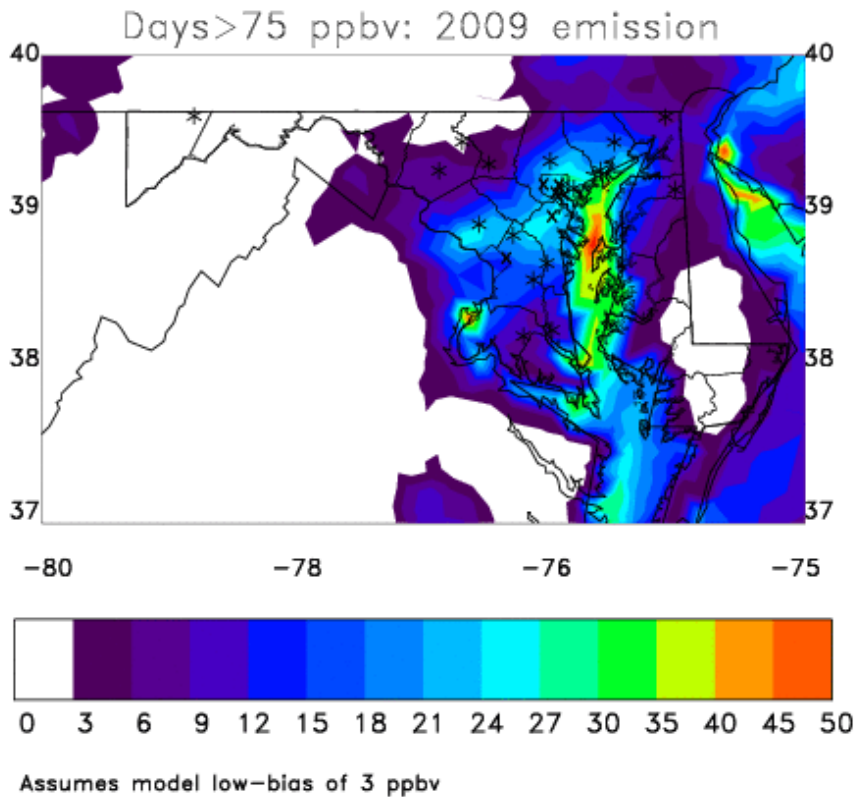 Days>75 ppbv: 2009 emission
40 40
39 39
38 38
37 37
-80 -78 -76 -75
0 3 6 9 12 15 18 21 24 27 30 35 40 45 50
Assumes model low-bias of 3 ppbv